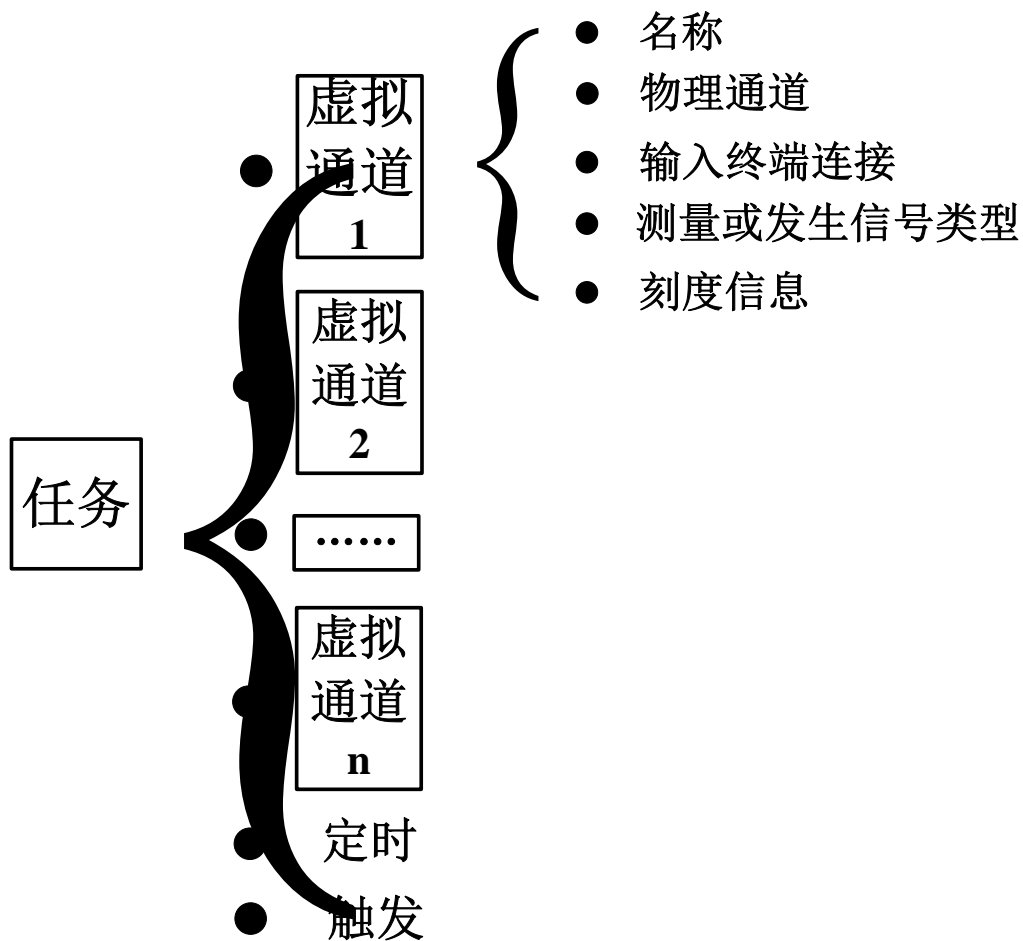 任务
虚拟
通道
1
虚拟
通道
2
……
虚拟
通道
n
定时
触发
名称
物理通道
输入终端连接
测量或发生信号类型
刻度信息